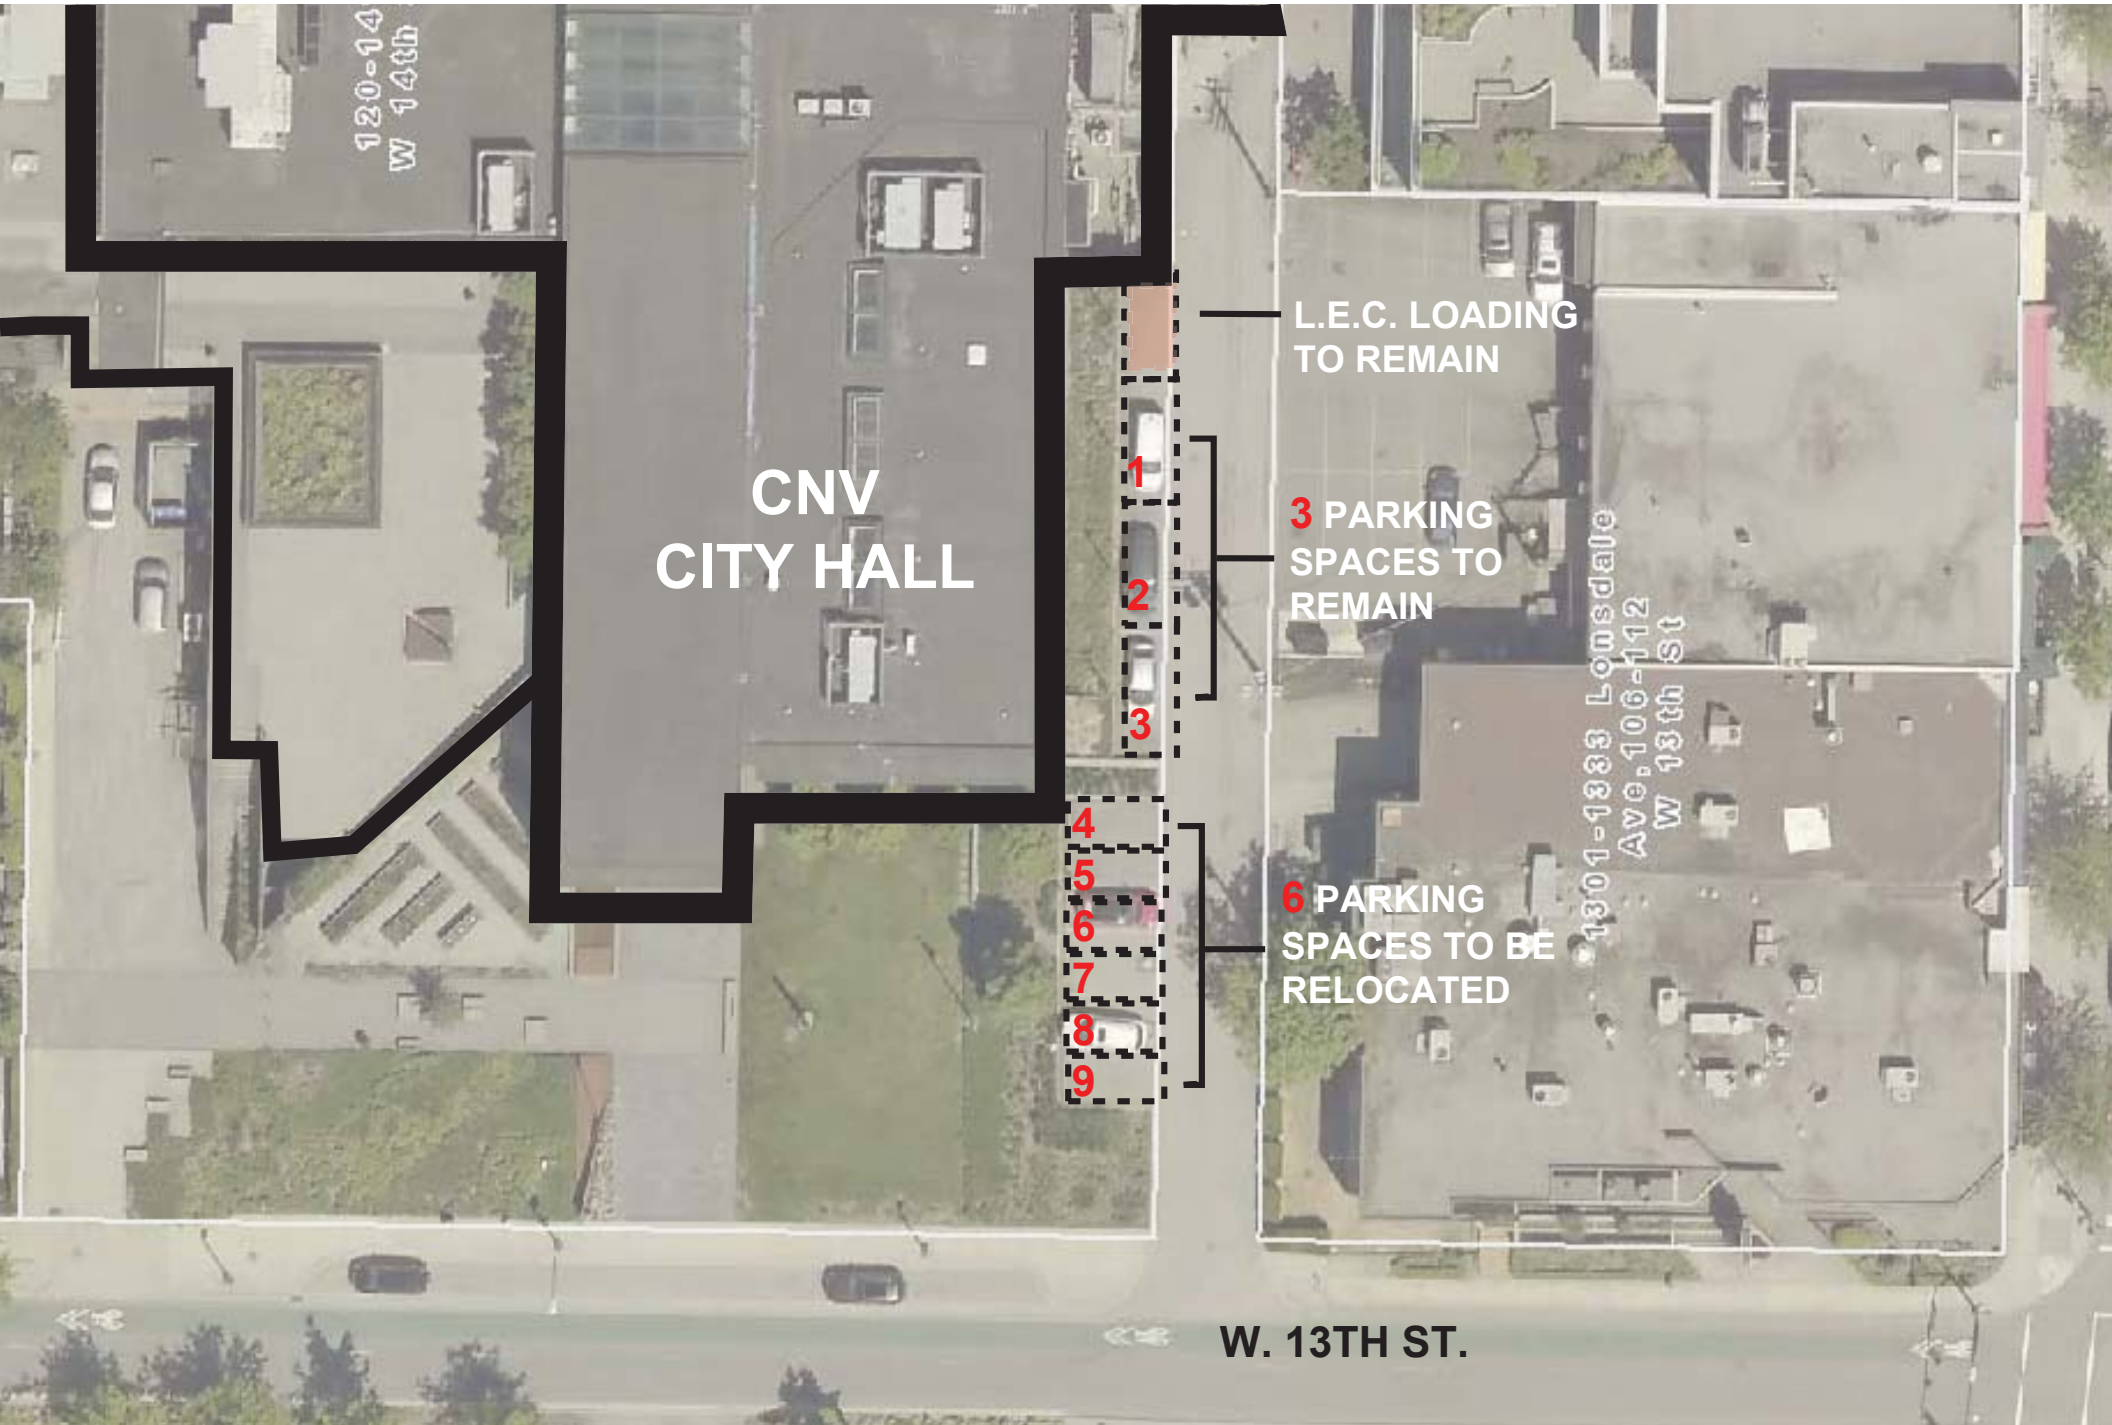 120-14
W 14th
L.E.C. LOADING
TO REMAIN
CNV
CITY HALL
1
2
3
3 PARKING
SPACES TO
REMAIN
1301-1333 Lonsdale
Ave,106-112
W 13th St
4
5
6
7
8
9
6 PARKING
SPACES TO BE
RELOCATED
W. 13TH ST.